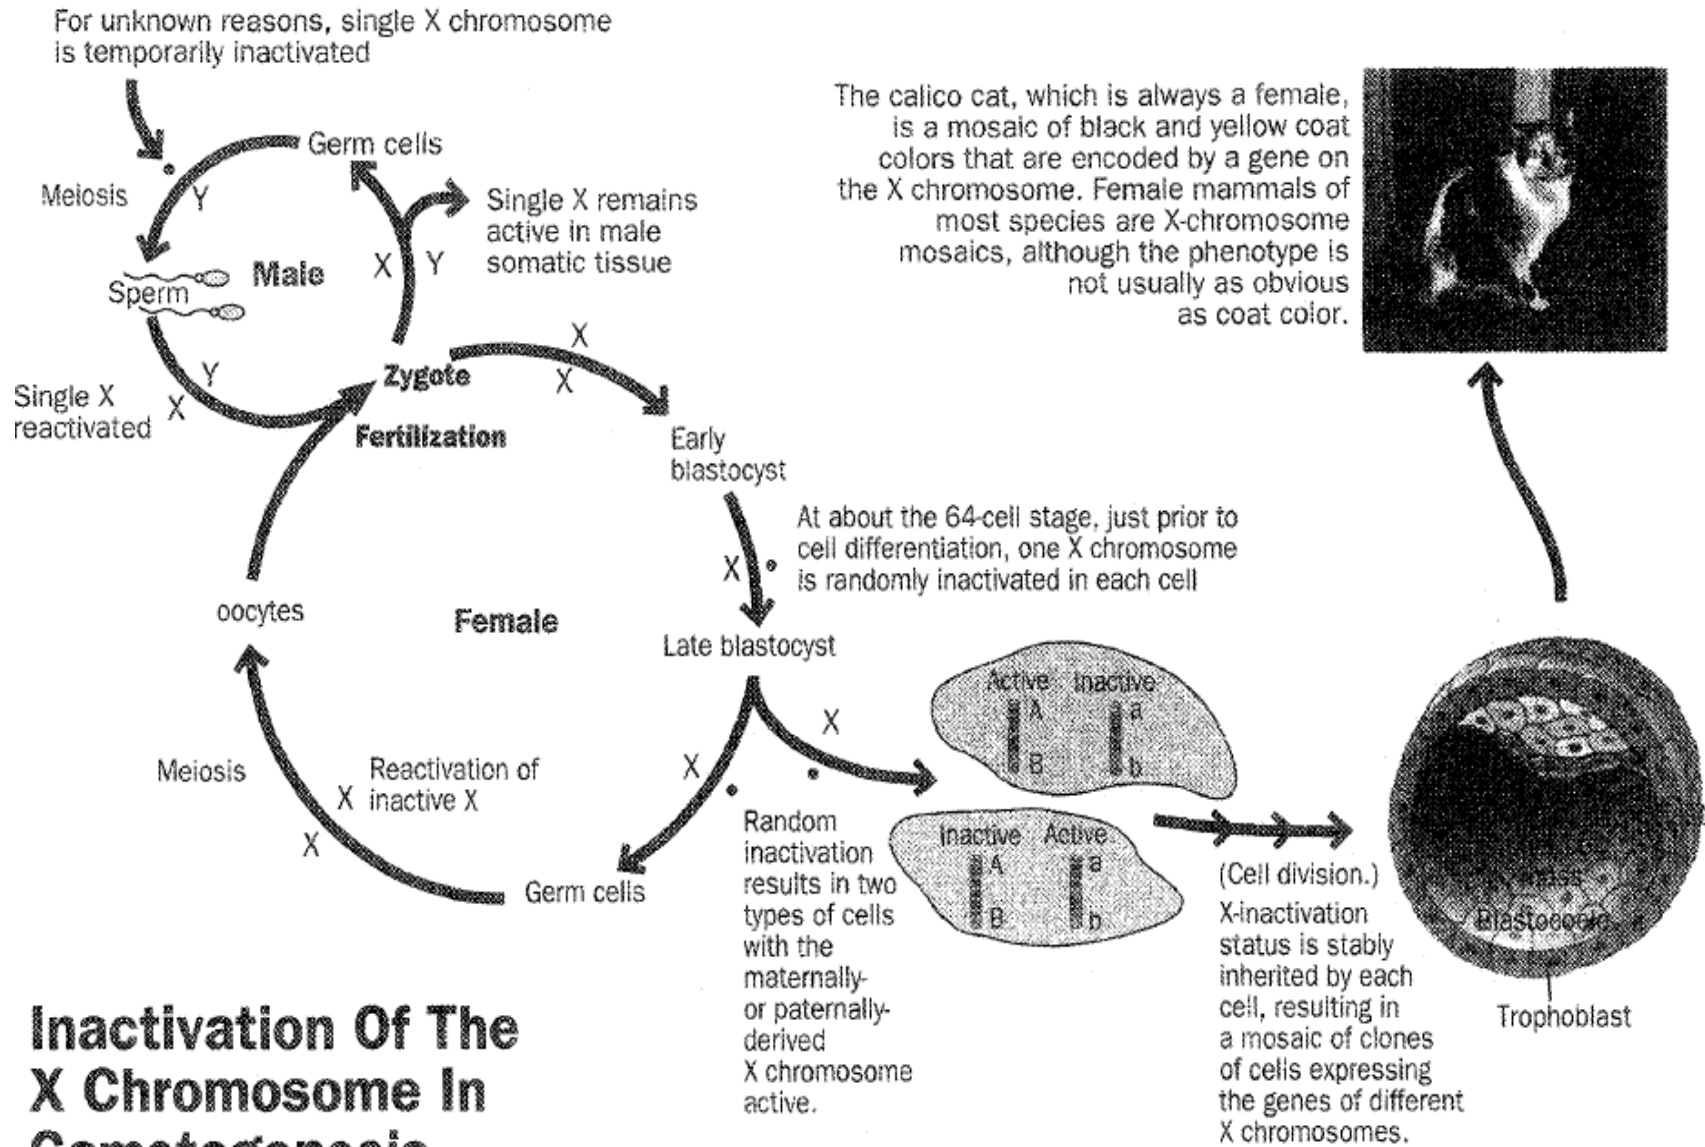 For unknown reasons, single X chromosome
is temporarily inactivated
Germ cells
Meiosis
Y
Single X remains
active in male
somatic tissue
X
Y
Male
Sperm
Y
X
Single X
reactivated
Zygote
Fertilization
X
X
Early
blastocyst
The calico cat, which is always a female,
is a mosaic of black and yellow coat
colors that are encoded by a gene on
the X chromosome. Female mammals of
most species are X-chromosome
mosaics, although the phenotype is
not usually as obvious
as coat color.
At about the 64-cell stage, just prior to
cell differentiation, one X chromosome
is randomly inactivated in each cell
X
Late blastocyst
oocytes
Female
Meiosis
X
X
Reactivation of
inactive X
Germ cells
X
X
Random
inactivation
results in two
types of cells
with the
maternally-
or paternally-
derived
X chromosome
active.
Active Inactive
A a
B b
Inactive Active
A a
B b
(Cell division.)
X-inactivation
status is stably
inherited by each
cell, resulting in
a mosaic of clones
of cells expressing
the genes of different
X chromosomes.
mass
Blastocoele
Trophoblast
Inactivation Of The
X Chromosome In
Gametogenesis